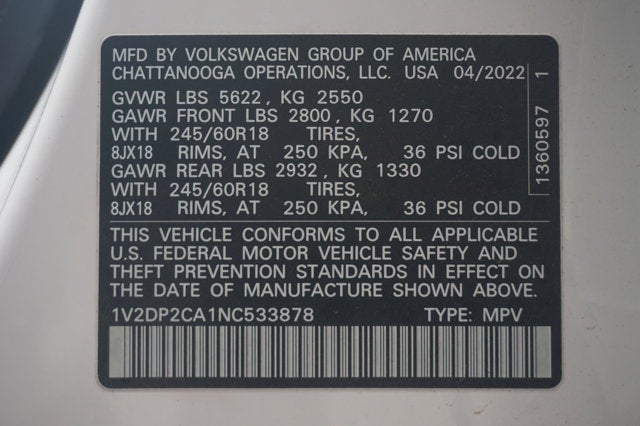 MFD BY VOLKSWAGEN GROUP OF AMERICA
CHATTANOOGA OPERATIONS, LLC. USA 04/2022
GVWR LBS 5622, KG 2550
GAWR FRONT LBS 2800, KG 1270
WITH 245/60R18 TIRES,
8JX18 RIMS, AT 250 KPA, 36 PSI COLD
GAWR REAR LBS 2932, KG 1330
WITH 245/60R18 TIRES,
8JX18 RIMS, AT 250 KPA, 36 PSI COLD
THIS VEHICLE CONFORMS TO ALL APPLICABLE
U.S. FEDERAL MOTOR VEHICLE SAFETY AND
THEFT PREVENTION STANDARDS IN EFFECT ON
THE DATE OF MANUFACTURE SHOWN ABOVE.
1V2DP2CA1NC533878 TYPE: MPV
1360597 1